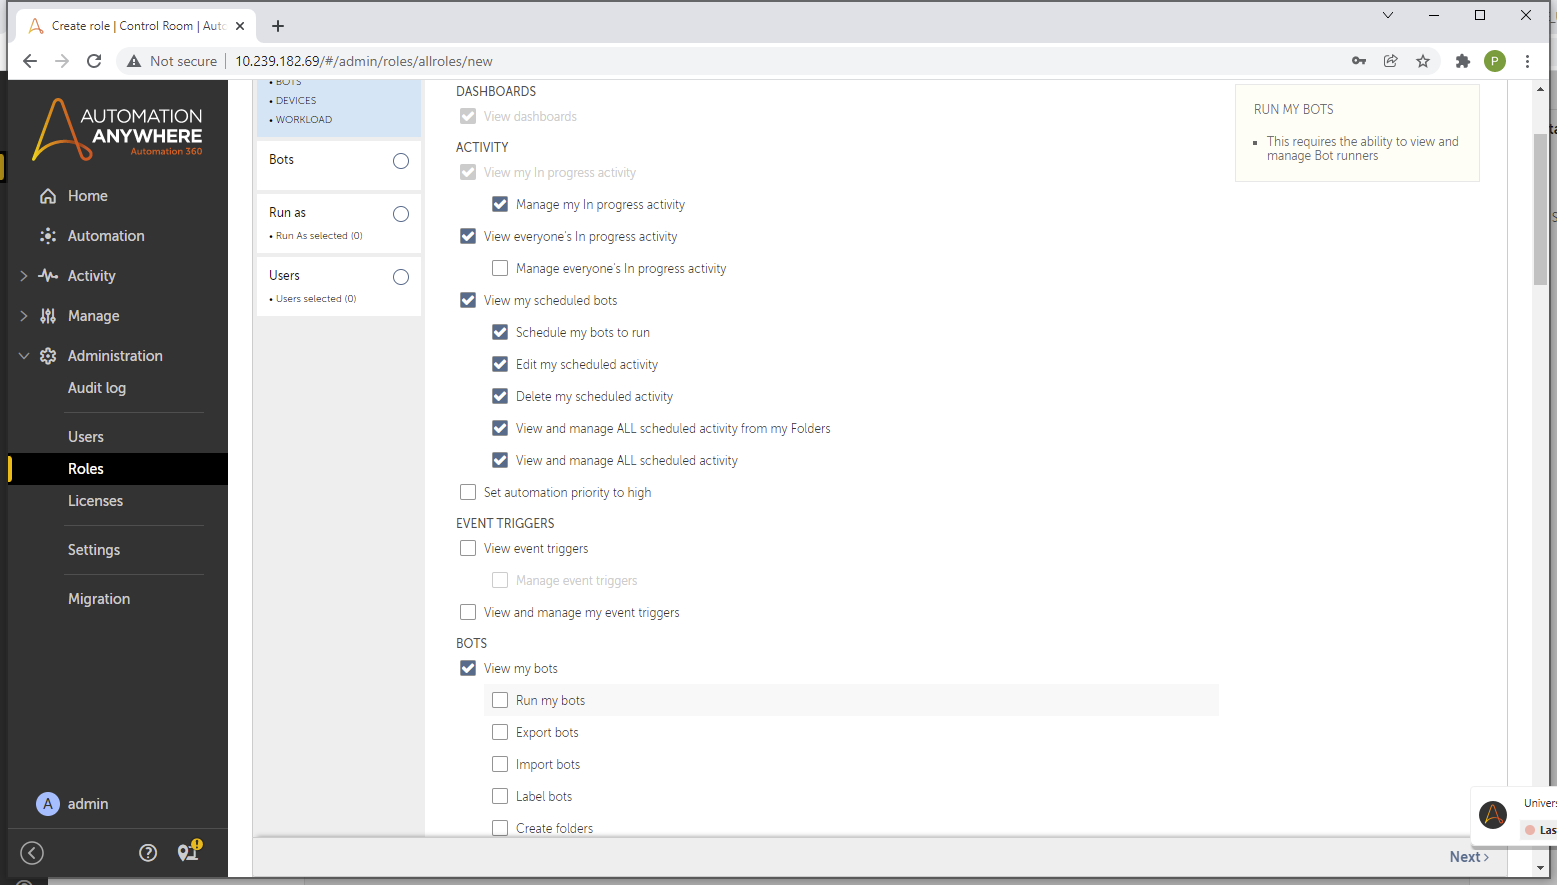 Create role | Control Room | Auto
Not secure
10.239.182.69/#/admin/roles/allroles/new
P
AUTOMATION
ANYWHERE
Automation 360
Home
Automation
Activity
Manage
Administration
Audit log
Users
Roles
Licenses
Settings
Migration
A admin
• BOTS
• DEVICES
• WORKLOAD
Bots
Run as
• Run As selected (0)
Users
• Users selected (0)
DASHBOARDS
View dashboards
ACTIVITY
View my In progress activity
Manage my In progress activity
View everyone's In progress activity
Manage everyone's In progress activity
View my scheduled bots
Schedule my bots to run
Edit my scheduled activity
Delete my scheduled activity
View and manage ALL scheduled activity from my Folders
View and manage ALL scheduled activity
Set automation priority to high
EVENT TRIGGERS
View event triggers
Manage event triggers
View and manage my event triggers
BOTS
View my bots
Run my bots
Export bots
Import bots
Label bots
Create folders
RUN MY BOTS
▪ This requires the ability to view and
manage Bot runners
Univers
Las
Next >